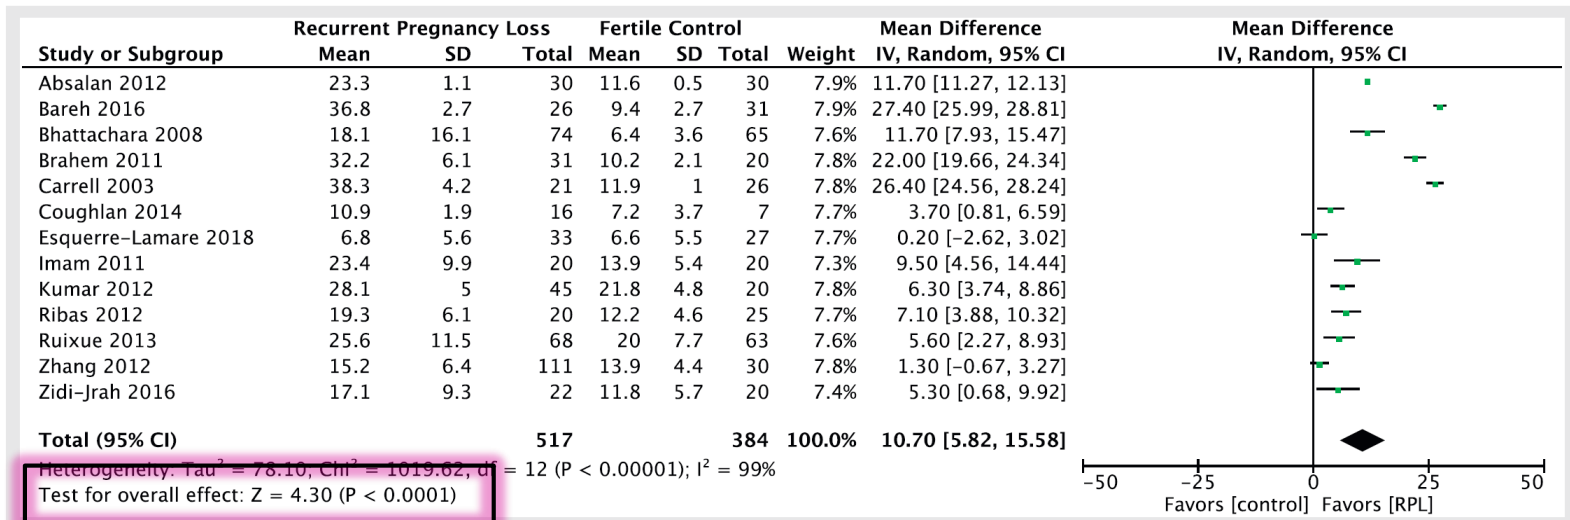 Recurrent Pregnancy Loss Fertile Control Mean Difference Mean Difference
Study or Subgroup Mean SD Total Mean SD Total Weight IV, Random, 95% CI IV, Random, 95% CI
Absalan 2012 23.3 1.1 30 11.6 0.5 30 7.9% 11.70 [11.27, 12.13]
Bareh 2016 36.8 2.7 26 9.4 2.7 31 7.9% 27.40 [25.99, 28.81]
Bhattachara 2008 18.1 16.1 74 6.4 3.6 65 7.6% 11.70 [7.93, 15.47]
Brahem 2011 32.2 6.1 31 10.2 2.1 20 7.8% 22.00 [19.66, 24.34]
Carrell 2003 38.3 4.2 21 11.9 1 26 7.8% 26.40 [24.56, 28.24]
Coughlan 2014 10.9 1.9 16 7.2 3.7 7 7.7% 3.70 [0.81, 6.59]
Esquerre-Lamare 2018 6.8 5.6 33 6.6 5.5 27 7.7% 0.20 [-2.62, 3.02]
Imam 2011 23.4 9.9 20 13.9 5.4 20 7.3% 9.50 [4.56, 14.44]
Kumar 2012 28.1 5 45 21.8 4.8 20 7.8% 6.30 [3.74, 8.86]
Ribas 2012 19.3 6.1 20 12.2 4.6 25 7.7% 7.10 [3.88, 10.32]
Ruixue 2013 25.6 11.5 68 20 7.7 63 7.6% 5.60 [2.27, 8.93]
Zhang 2012 15.2 6.4 111 13.9 4.4 30 7.8% 1.30 [-0.67, 3.27]
Zidi-Jrah 2016 17.1 9.3 22 11.8 5.7 20 7.4% 5.30 [0.68, 9.92]
Total (95% CI) 517 384 100.0% 10.70 [5.82, 15.58]
Heterogeneity: Tau² = 78.10; Chi² = 1019.62, df = 12 (P < 0.00001); I² = 99%
Test for overall effect: Z = 4.30 (P < 0.0001)
-50 -25 0 25 50
Favors [control] Favors [RPL]